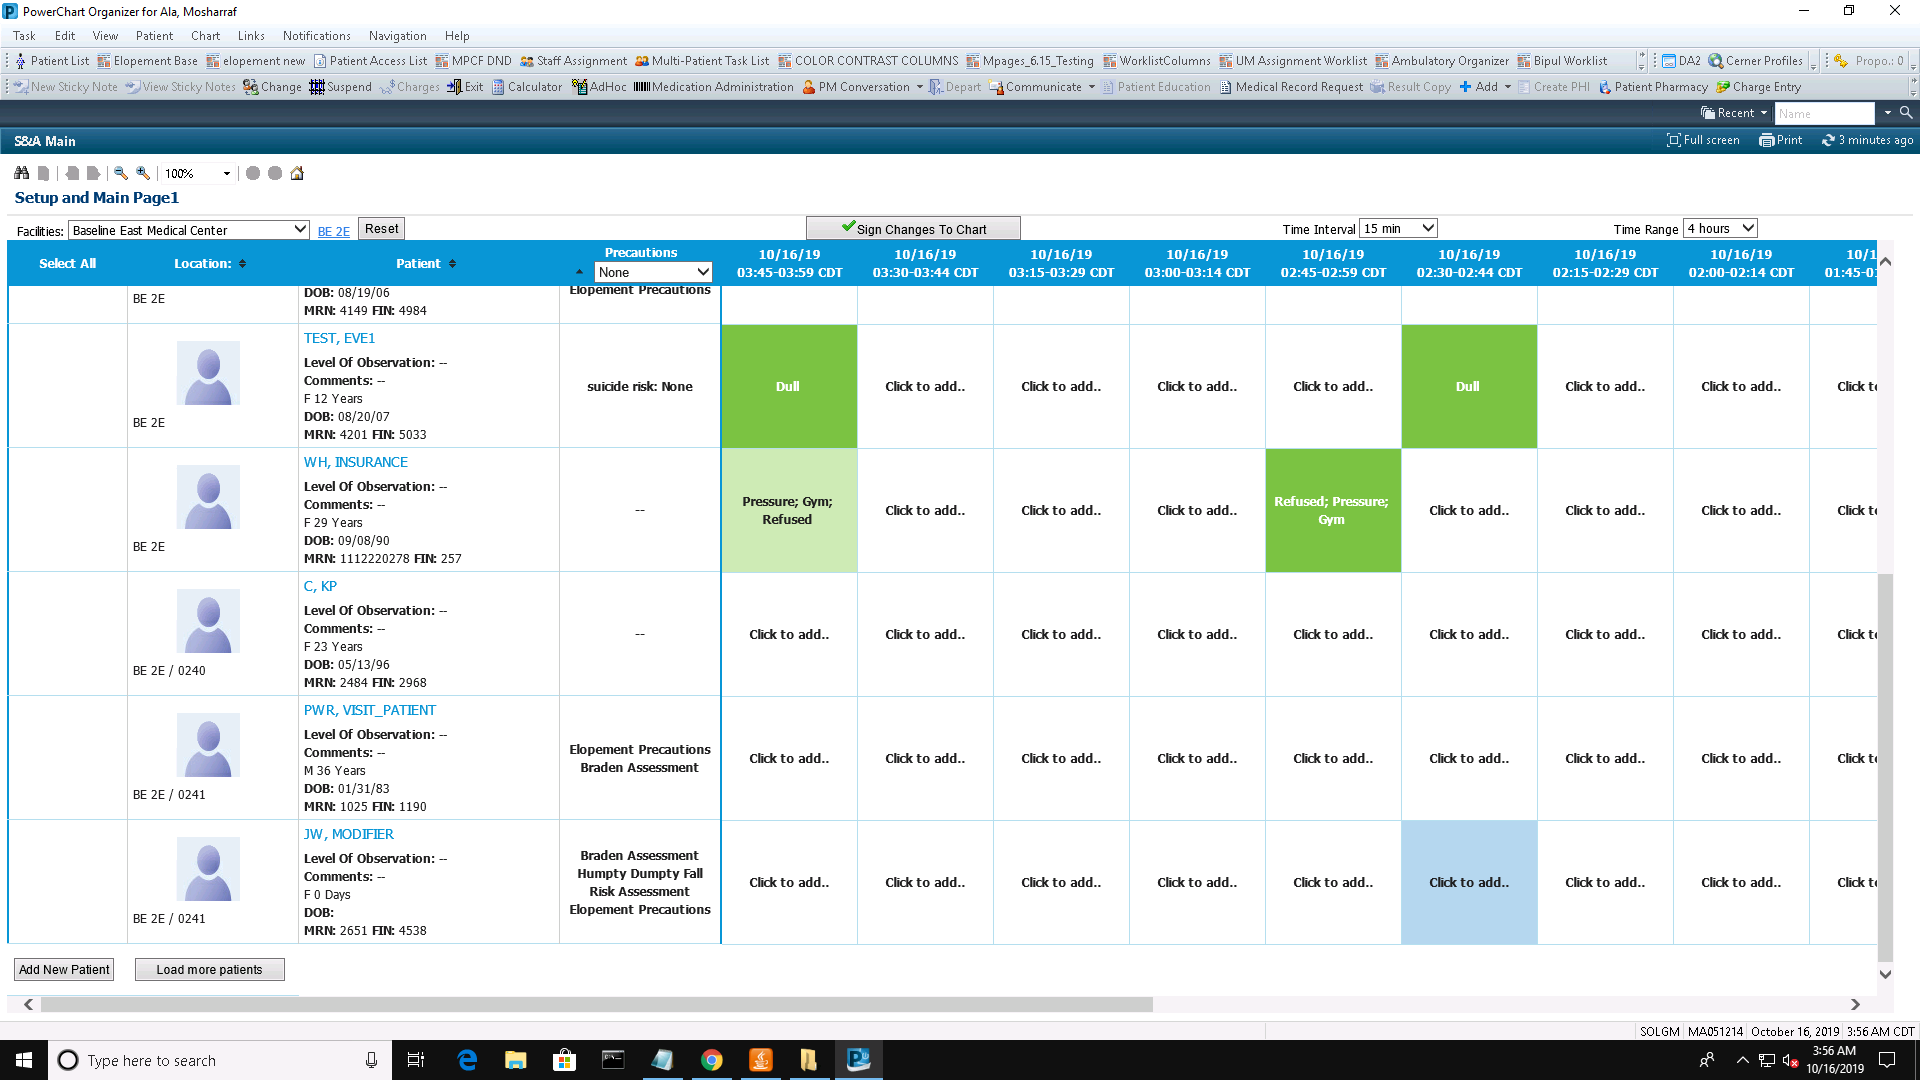 PowerChart Organizer for Ala, Mosharraf
Task Edit View Patient Chart Links Notifications Navigation Help
Patient List Elopement Base elopement new Patient Access List MPCF DND Staff Assignment Multi-Patient Task List COLOR CONTRAST COLUMNS Mpages_6.15_Testing WorklistColumns UM Assignment Worklist Ambulatory Organizer Bipul Worklist DA2 Cerner Profiles Propo.: 0
New Sticky Note View Sticky Notes Change Suspend Charges Exit Calculator AdHoc Medication Administration PM Conversation Depart Communicate Patient Education Medical Record Request Result Copy Add Create PHI Patient Pharmacy Charge Entry
Recent Name
S&A Main Full screen Print 3 minutes ago
100%
Setup and Main Page1
Facilities: Baseline East Medical Center BE 2E Reset Sign Changes To Chart Time Interval 15 min Time Range 4 hours
Select All Location: Patient Precautions None
10/16/19 10/16/19 10/16/19 10/16/19 10/16/19 10/16/19 10/16/19 10/16/19 10/1
03:45-03:59 CDT 03:30-03:44 CDT 03:15-03:29 CDT 03:00-03:14 CDT 02:45-02:59 CDT 02:30-02:44 CDT 02:15-02:29 CDT 02:00-02:14 CDT 01:45-0
BE 2E
DOB: 08/19/06
MRN: 4149 FIN: 4984
Elopement Precautions
BE 2E
TEST, EVE1
Level Of Observation: --
Comments: --
F 12 Years
DOB: 08/20/07
MRN: 4201 FIN: 5033
suicide risk: None
Dull Click to add.. Click to add.. Click to add.. Click to add.. Dull Click to add.. Click to add.. Click t
BE 2E
WH, INSURANCE
Level Of Observation: --
Comments: --
F 29 Years
DOB: 09/08/90
MRN: 1112220278 FIN: 257
--
Pressure; Gym;
Refused
Click to add.. Click to add.. Click to add..
Refused; Pressure;
Gym
Click to add.. Click to add.. Click to add.. Click t
BE 2E / 0240
C, KP
Level Of Observation: --
Comments: --
F 23 Years
DOB: 05/13/96
MRN: 2484 FIN: 2968
--
Click to add.. Click to add.. Click to add.. Click to add.. Click to add.. Click to add.. Click to add.. Click to add.. Click t
BE 2E / 0241
PWR, VISIT_PATIENT
Level Of Observation: --
Comments: --
M 36 Years
DOB: 01/31/83
MRN: 1025 FIN: 1190
Elopement Precautions
Braden Assessment
Click to add.. Click to add.. Click to add.. Click to add.. Click to add.. Click to add.. Click to add.. Click to add.. Click t
BE 2E / 0241
JW, MODIFIER
Level Of Observation: --
Comments: --
F 0 Days
DOB:
MRN: 2651 FIN: 4538
Braden Assessment
Humpty Dumpty Fall
Risk Assessment
Elopement Precautions
Click to add.. Click to add.. Click to add.. Click to add.. Click to add.. Click to add.. Click to add.. Click to add.. Click t
Add New Patient Load more patients
SOLGM MA051214 October 16, 2019 3:56 AM CDT
Type here to search
3:56 AM
10/16/2019